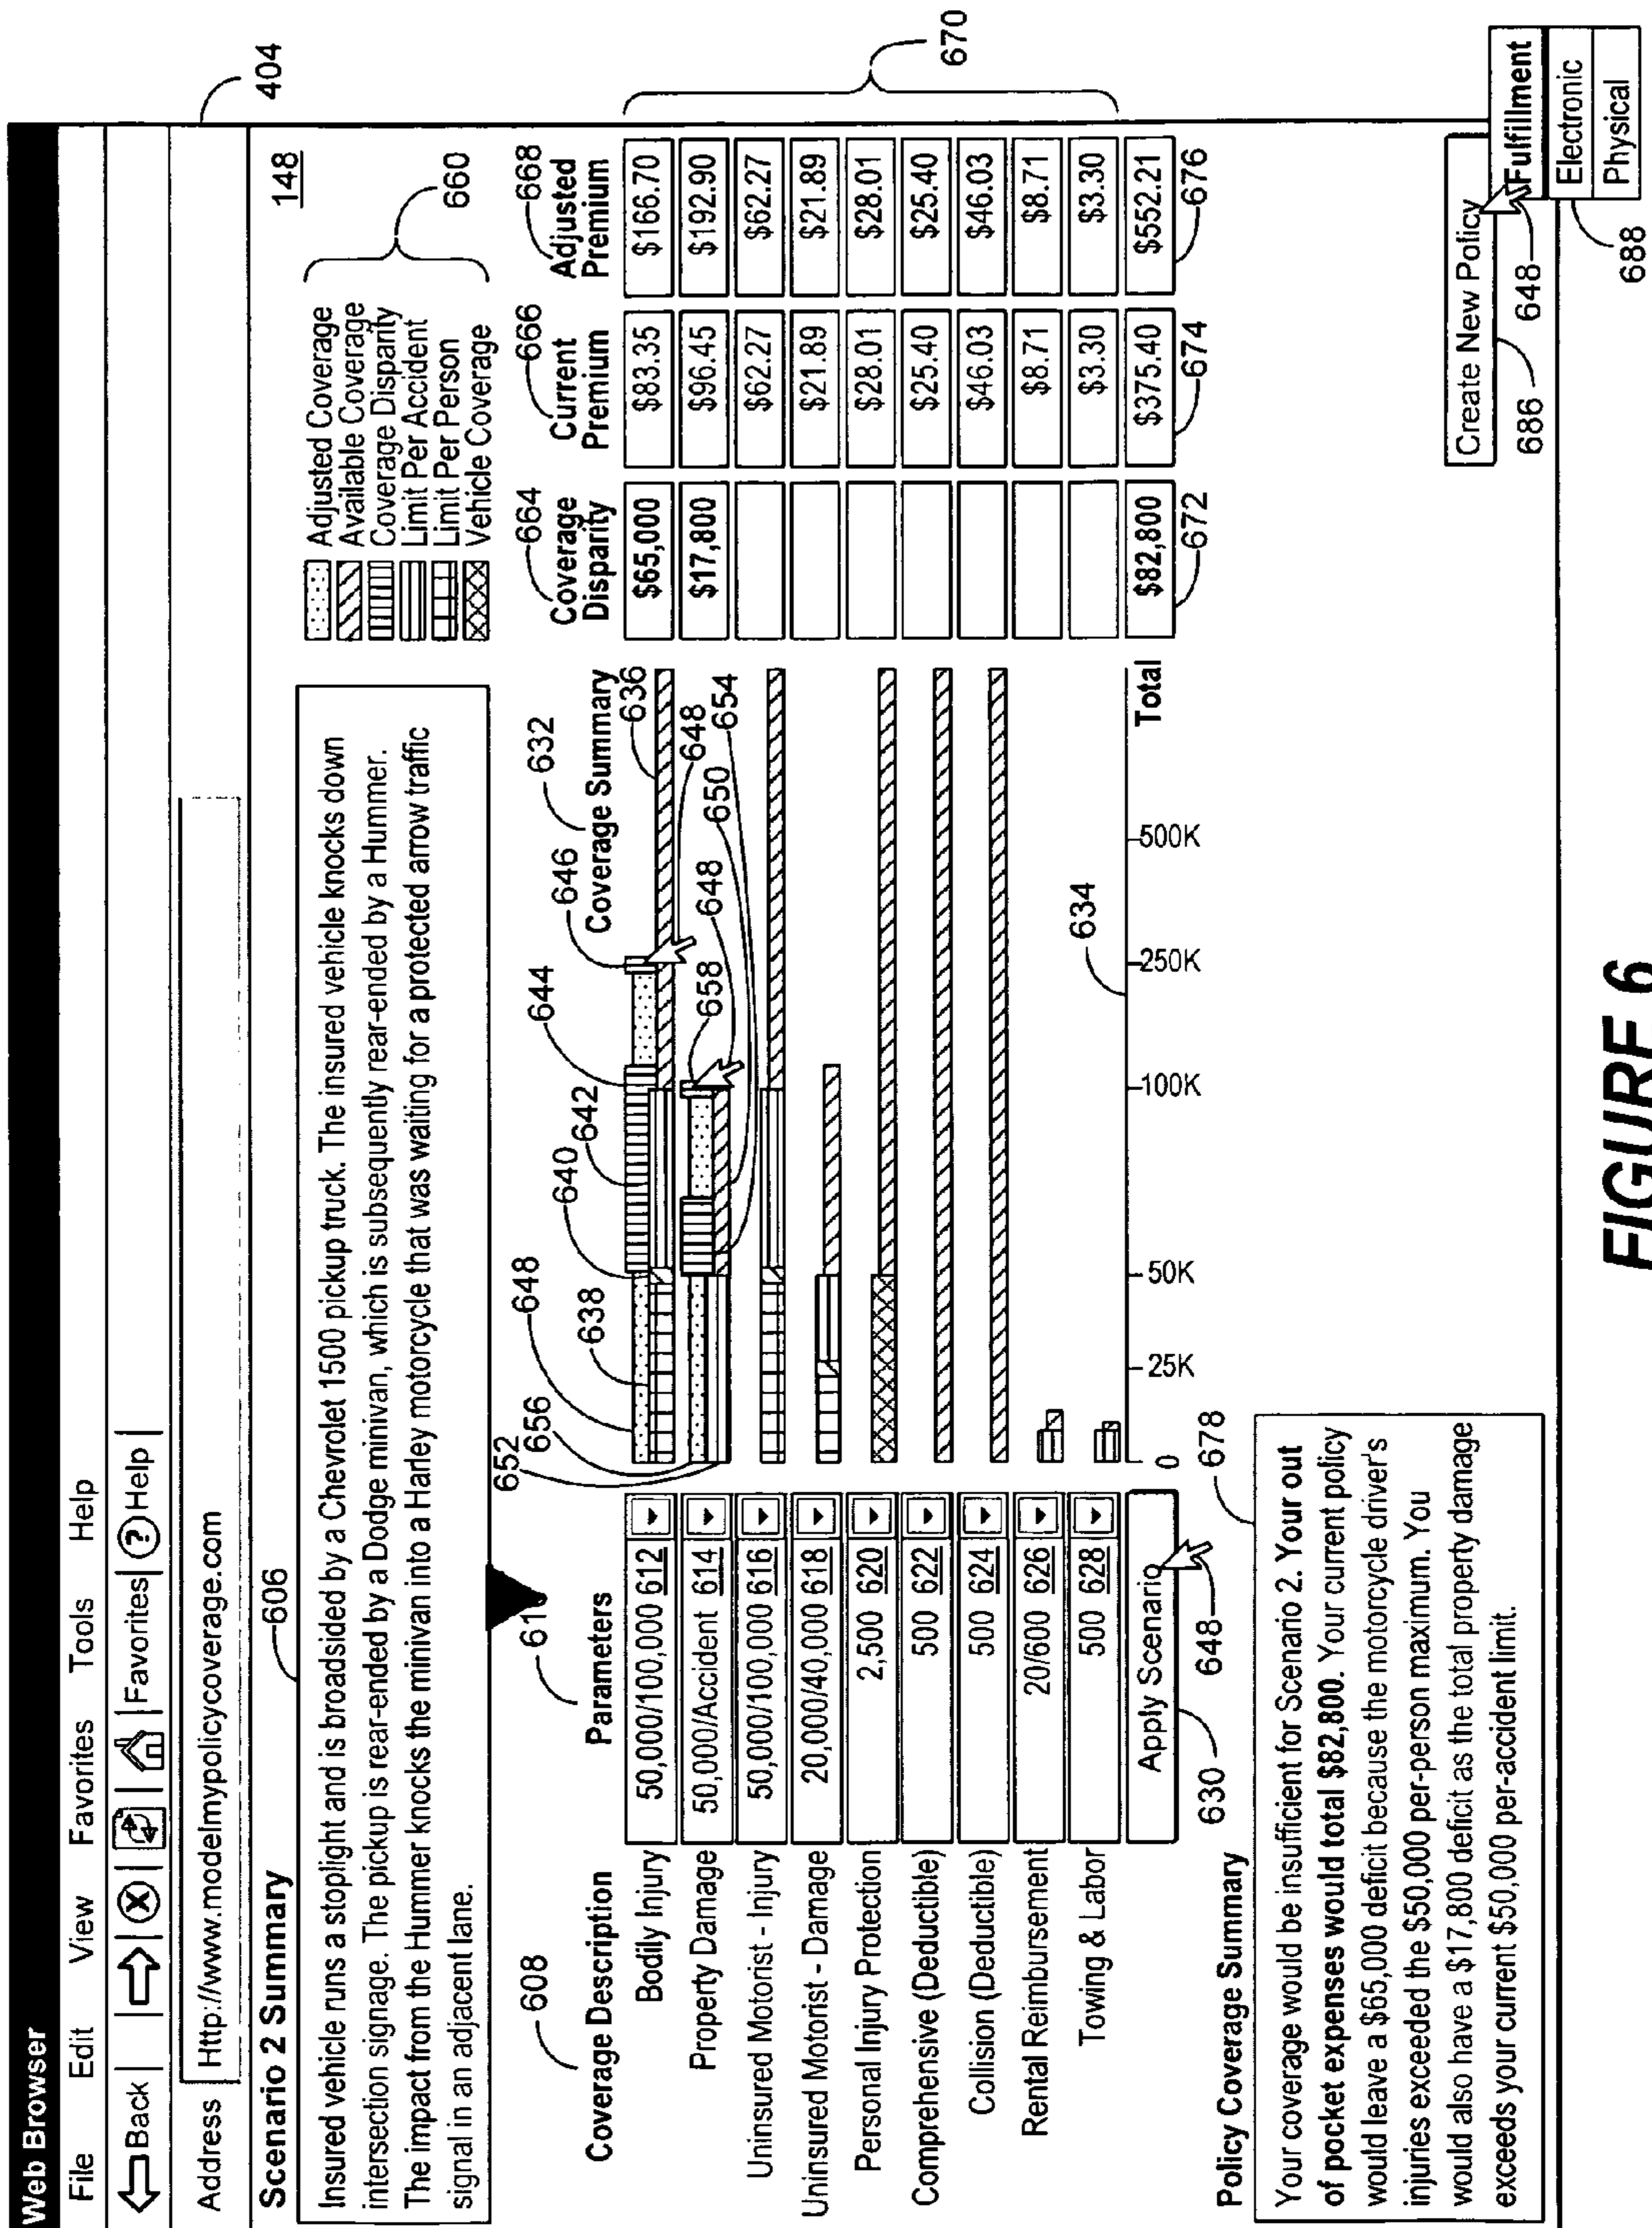 Web Browser
File Edit View Favorites Tools Help
Back Favorites ? Help
Address Http://www.modelmypolicycoverage.com
404
Scenario 2 Summary
606
148
Insured vehicle runs a stoplight and is broadsided by a Chevrolet 1500 pickup truck. The insured vehicle knocks down
intersection signage. The pickup is rear-ended by a Dodge minivan, which is subsequently rear-ended by a Hummer.
The impact from the Hummer knocks the minivan into a Harley motorcycle that was waiting for a protected arrow traffic
signal in an adjacent lane.
Adjusted Coverage
Available Coverage
Coverage Disparity
Limit Per Accident
Limit Per Person
Vehicle Coverage
660
608
611
652
656
648
638
640
642
644
646
632
636
648
650
654
658
648
664
666
668
Coverage Description Parameters Coverage Summary Coverage Disparity Current Premium Adjusted Premium
Bodily Injury 50,000/100,000 612 $65,000 $83.35 $166.70
Property Damage 50,000/Accident 614 $17,800 $96.45 $192.90
Uninsured Motorist - Injury 50,000/100,000 616 $62.27 $62.27
Uninsured Motorist - Damage 20,000/40,000 618 $21.89 $21.89
Personal Injury Protection 2,500 620 $28.01 $28.01
Comprehensive (Deductible) 500 622 $25.40 $25.40
Collision (Deductible) 500 624 $46.03 $46.03
Rental Reimbursement 20/600 626 $8.71 $8.71
Towing & Labor 500 628 $3.30 $3.30
670
634
Apply Scenario 0 25K 50K 100K 250K 500K Total $82,800 $375.40 $552.21
630
648
672
674
676
678
Policy Coverage Summary
Your coverage would be insufficient for Scenario 2. Your out
of pocket expenses would total $82,800. Your current policy
would leave a $65,000 deficit because the motorcycle driver's
injuries exceeded the $50,000 per-person maximum. You
would also have a $17,800 deficit as the total property damage
exceeds your current $50,000 per-accident limit.
Create New Policy
686
648
Fulfillment
Electronic
Physical
688
FIGURE 6